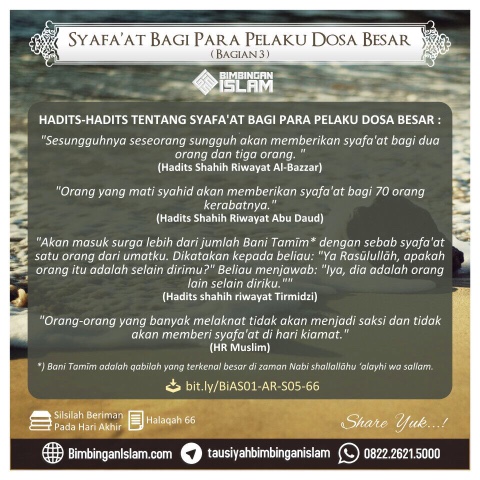 SYAFA'AT BAGI PARA PELAKU DOSA BESAR
(BAGIAN 3)
BIMBINGAN
ISLAM
HADITS-HADITS TENTANG SYAFA'AT BAGI PARA PELAKU DOSA BESAR :
"Sesungguhnya seseorang sungguh akan memberikan syafa'at bagi dua
orang dan tiga orang. "
(Hadits Shahih Riwayat Al-Bazzar)
"Orang yang mati syahid akan memberikan syafa'at bagi 70 orang
kerabatnya."
(Hadits Shahih Riwayat Abu Daud)
"Akan masuk surga lebih dari jumlah Bani Tamīm* dengan sebab syafa'at
satu orang dari umatku. Dikatakan kepada beliau: "Ya Rasūlullāh, apakah
orang itu adalah selain dirimu?" Beliau menjawab: "Iya, dia adalah orang
lain selain diriku.""
(Hadits shahih riwayat Tirmidzi)
"Orang-orang yang banyak melaknat tidak akan menjadi saksi dan tidak
akan memberi syafa'at di hari kiamat."
(HR Muslim)
*) Bani Tamīm adalah qabilah yang terkenal besar di zaman Nabi shallallāhu ‘alayhi wa sallam.
bit.ly/BiAS01-AR-S05-66
Silsilah Beriman
Pada Hari Akhir
Halaqah 66
Share Yuk...!
BimbinganIslam.com
tausiyahbimbinganislam
0822.2621.5000